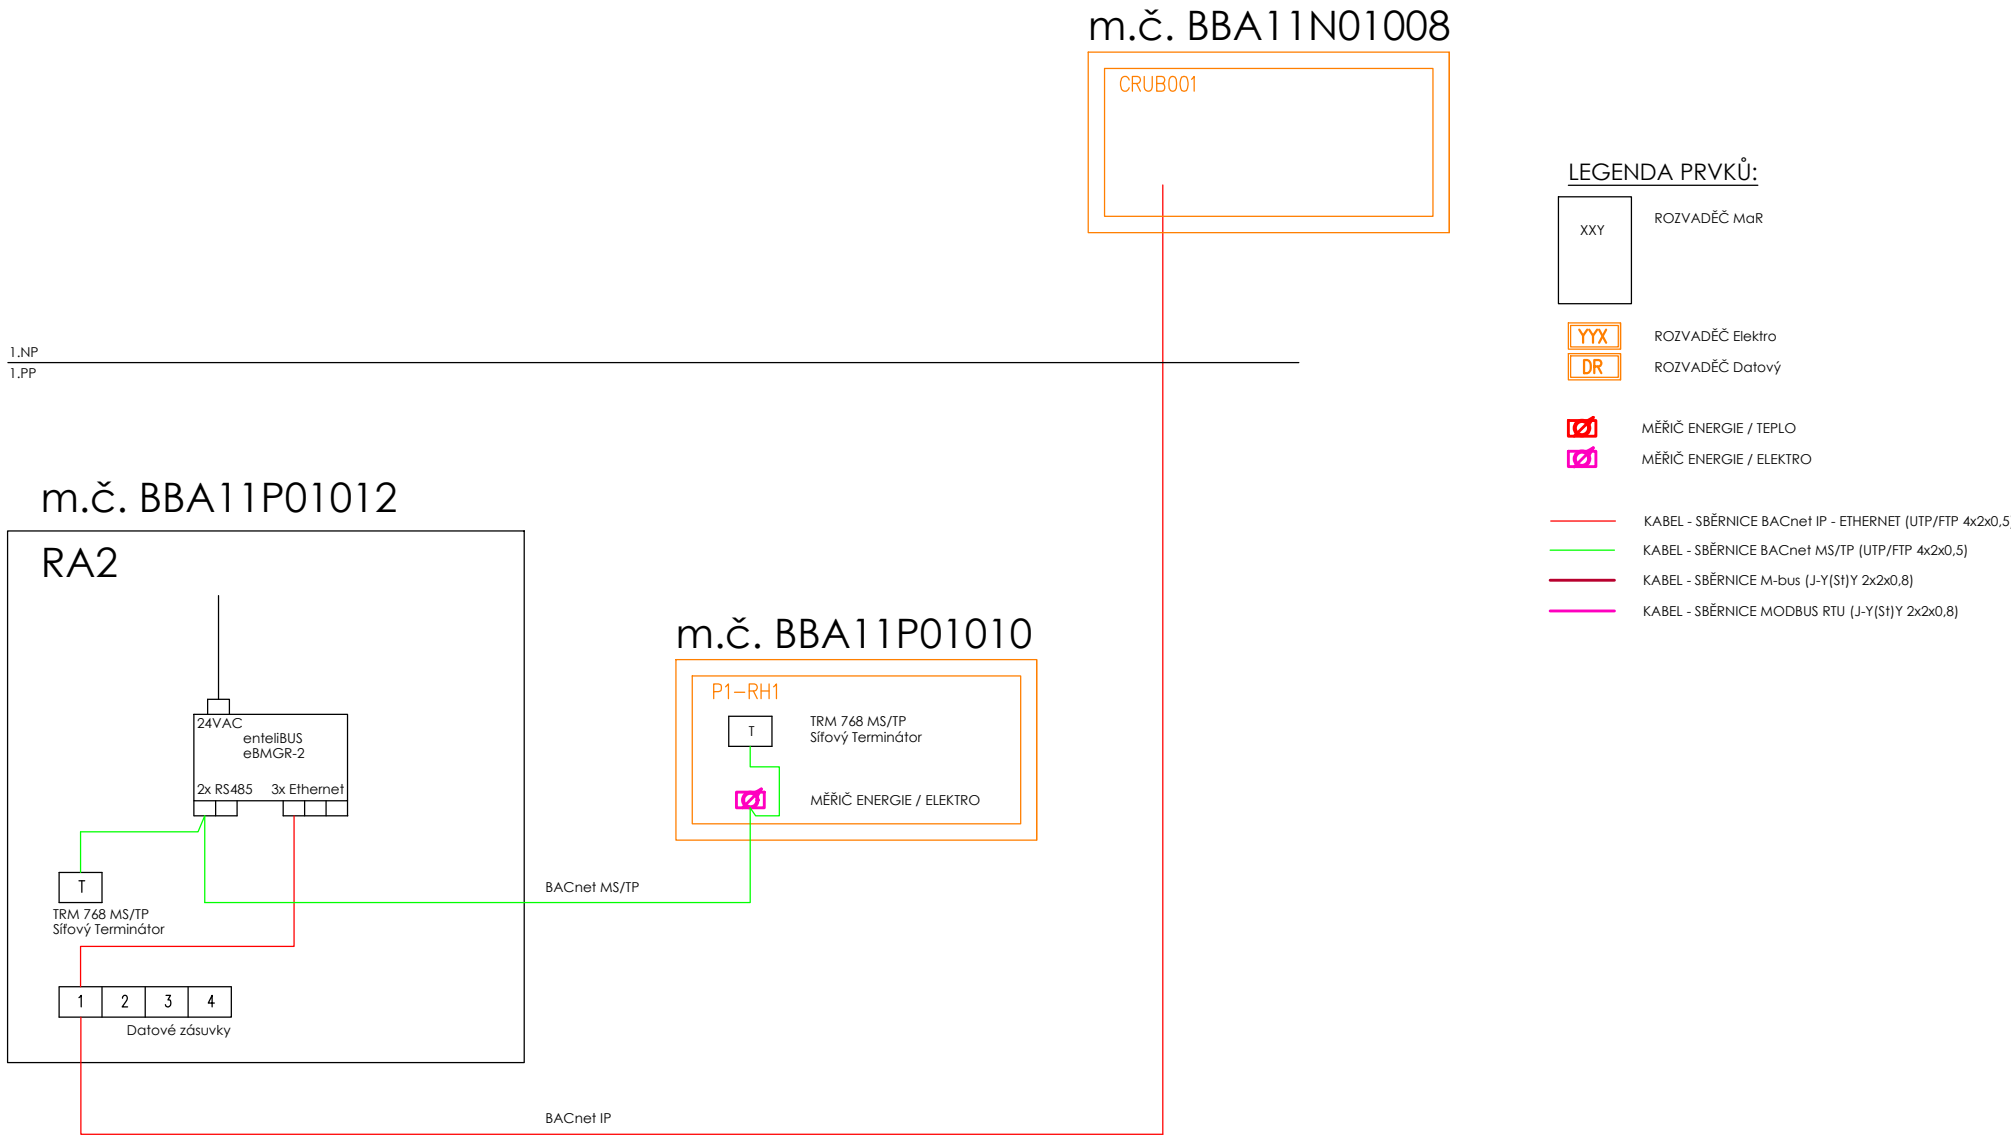 m.č. BBA11N01008
CRUB001
LEGENDA PRVKŮ:
XXY
ROZVADĚČ MaR
YYX
ROZVADĚČ Elektro
DR
ROZVADĚČ Datový
MĚŘIČ ENERGIE / TEPLO
MĚŘIČ ENERGIE / ELEKTRO
KABEL - SBĚRNICE BACnet IP - ETHERNET (UTP/FTP 4x2x0,5
KABEL - SBĚRNICE BACnet MS/TP (UTP/FTP 4x2x0,5)
KABEL - SBĚRNICE M-bus (J-Y(St)Y 2x2x0,8)
KABEL - SBĚRNICE MODBUS RTU (J-Y(St)Y 2x2x0,8)
1.NP
1.PP
m.č. BBA11P01012
RA2
24VAC
enteliBUS
eBMGR-2
2x RS485
3x Ethernet
T
TRM 768 MS/TP
Síťový Terminátor
1 2 3 4
Datové zásuvky
m.č. BBA11P01010
P1-RH1
T
TRM 768 MS/TP
Síťový Terminátor
MĚŘIČ ENERGIE / ELEKTRO
BACnet MS/TP
BACnet IP